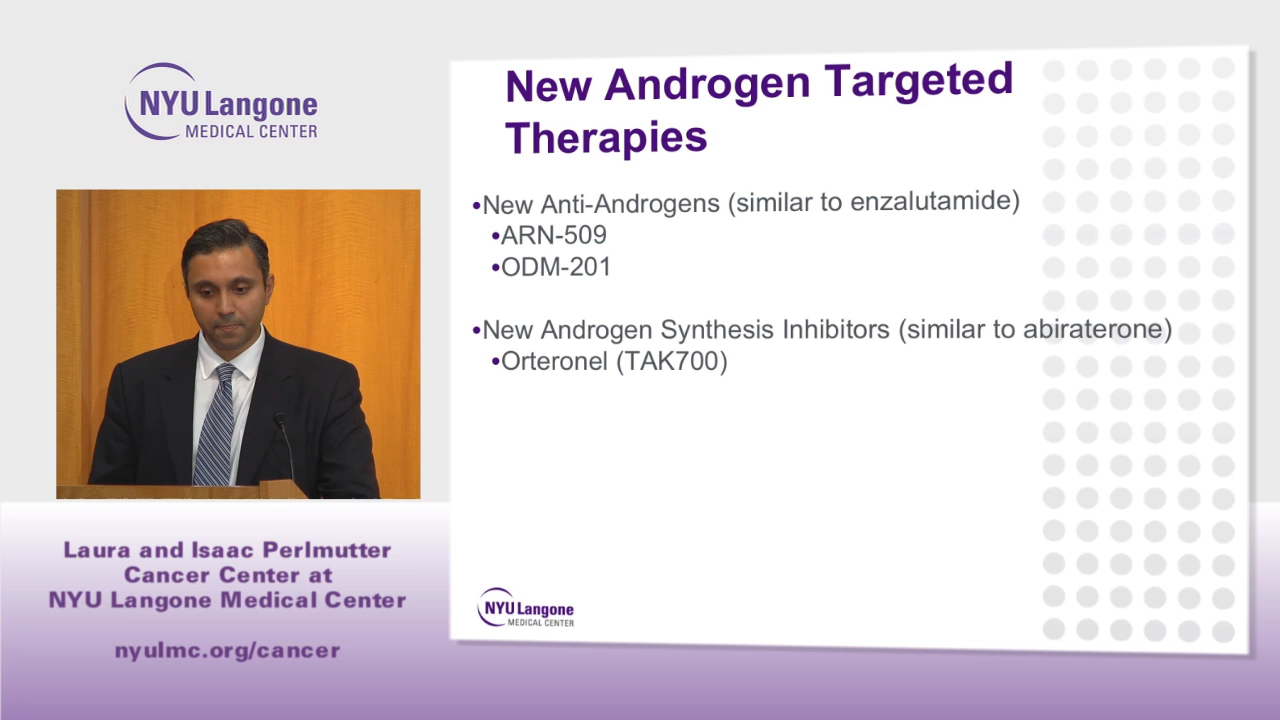 NYU Langone
MEDICAL CENTER
Laura and Isaac Perlmutter
Cancer Center at
NYU Langone Medical Center
nyulmc.org/cancer
New Androgen Targeted
Therapies
•New Anti-Androgens (similar to enzalutamide)
•ARN-509
•ODM-201
•New Androgen Synthesis Inhibitors (similar to abiraterone)
•Orteronel (TAK700)
NYU Langone
MEDICAL CENTER